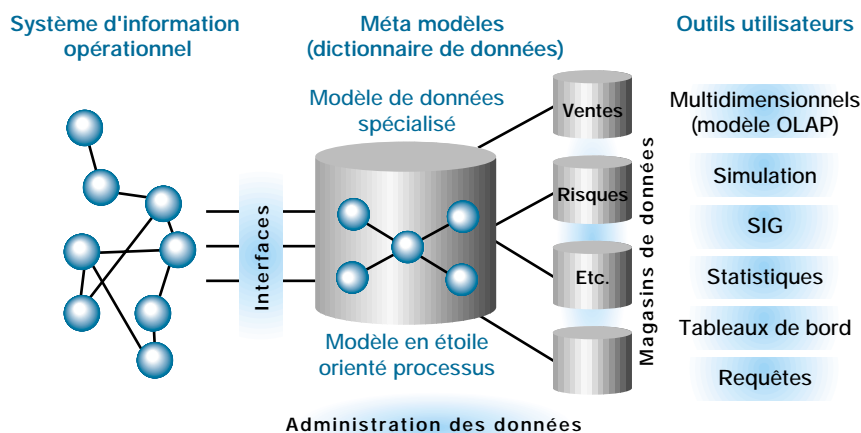 Système d'information
opérationnel
Méta modèles
(dictionnaire de données)
Outils utilisateurs
Modèle de données
spécialisé
Interfaces
Modèle en étoile
orienté processus
Ventes
Risques
Etc.
Magasins de données
Multidimensionnels
(modèle OLAP)
Simulation
SIG
Statistiques
Tableaux de bord
Requêtes
Administration des données